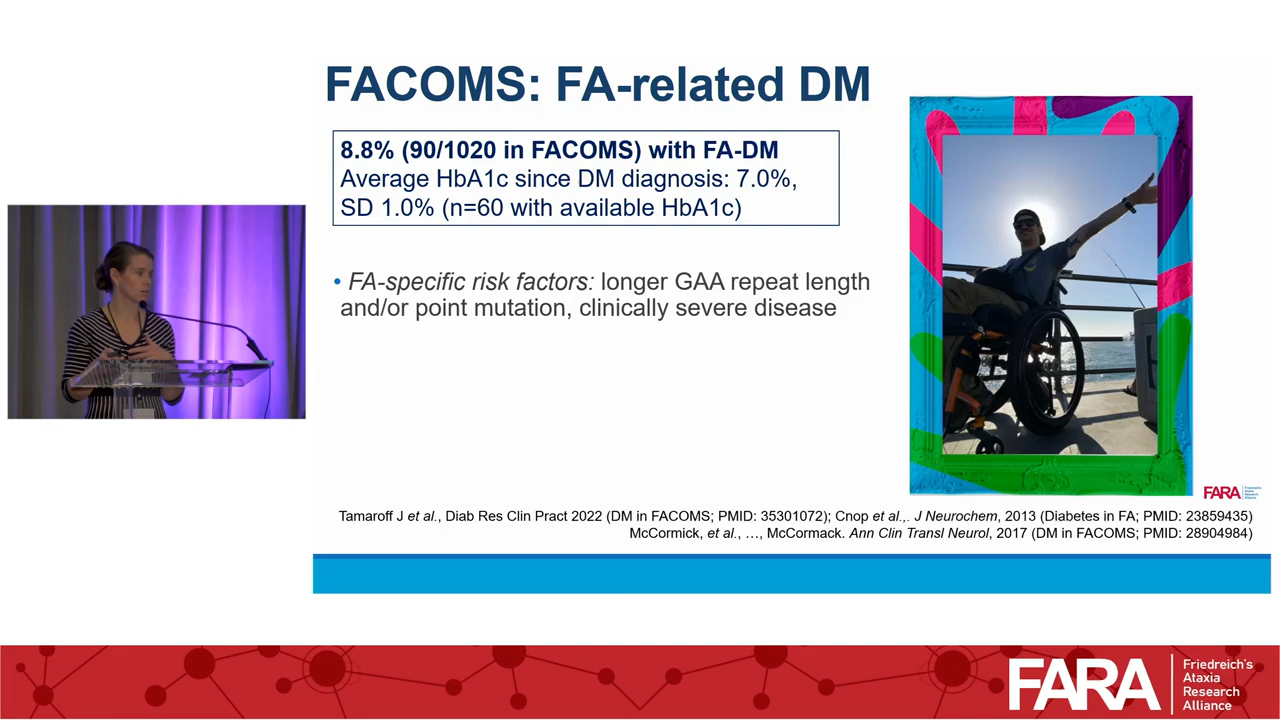 FACOMS: FA-related DM
8.8% (90/1020 in FACOMS) with FA-DM
Average HbA1c since DM diagnosis: 7.0%,
SD 1.0% (n=60 with available HbA1c)
• FA-specific risk factors: longer GAA repeat length
and/or point mutation, clinically severe disease
FARA
Friedreich's
Ataxia
Research
Alliance
Tamaroff J et al., Diab Res Clin Pract 2022 (DM in FACOMS; PMID: 35301072); Cnop et al.,. J Neurochem, 2013 (Diabetes in FA; PMID: 23859435)
McCormick, et al., …, McCormack. Ann Clin Transl Neurol, 2017 (DM in FACOMS; PMID: 28904984)
FARA
Friedreich's
Ataxia
Research
Alliance